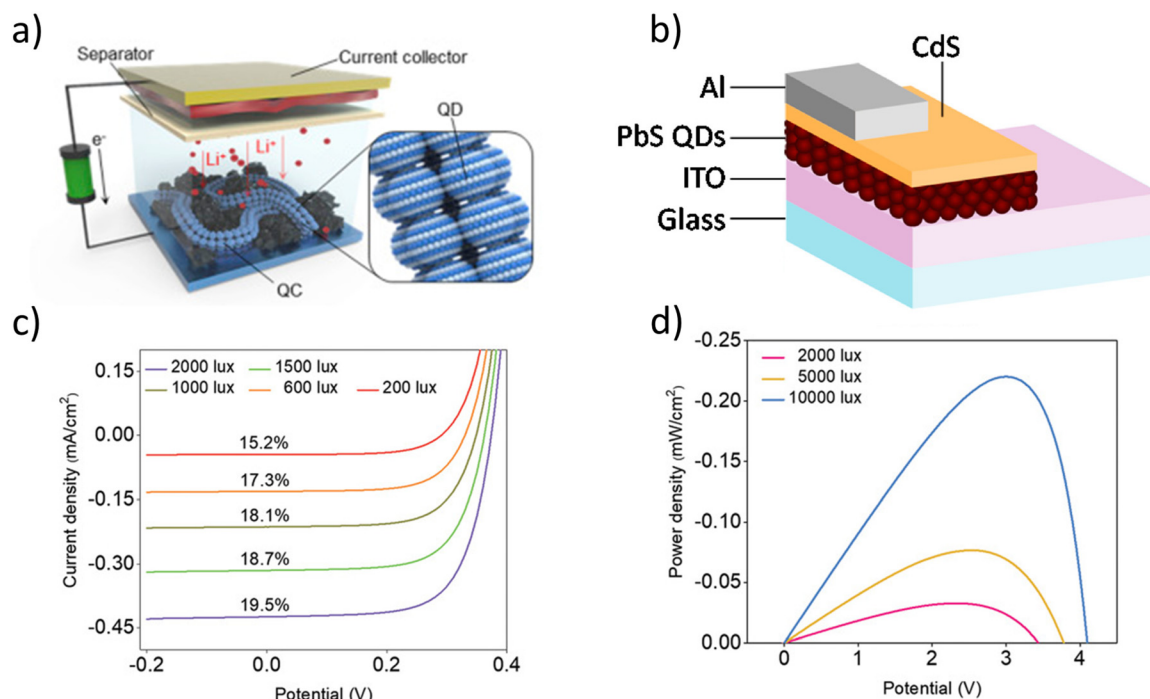 a)
Separator
Current collector
QD
e-
Li+ Li+
QC
b)
CdS
Al
PbS QDs
ITO
Glass
c)
2000 lux 1500 lux
1000 lux 600 lux 200 lux
0.15
0.00
-0.15
-0.30
-0.45
15.2%
17.3%
18.1%
18.7%
19.5%
-0.2 0.0 0.2 0.4
Current density (mA/cm2)
Potential (V)
d)
2000 lux
5000 lux
10000 lux
-0.25
-0.20
-0.15
-0.10
-0.05
0.00
0 1 2 3 4
Power density (mW/cm2)
Potential (V)